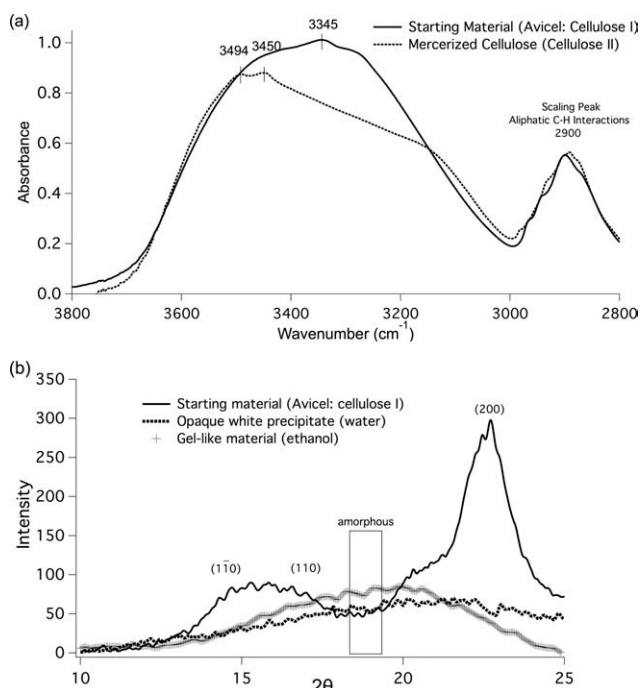 (a)
3345
3494 3450
Starting Material (Avicel: Cellulose I)
Mercerized Cellulose (Cellulose II)
Scaling Peak
Aliphatic C-H Interactions
2900
Absorbance
1.0
0.8
0.6
0.4
0.2
0.0
3800 3600 3400 3200 3000 2800
Wavenumber (cm⁻¹)
(b)
350
300
250
200
150
100
50
0
Intensity
Starting material (Avicel: cellulose I)
Opaque white precipitate (water)
Gel-like material (ethanol)
(200)
amorphous
(11̄0) (110)
10 15 20 25
2θ